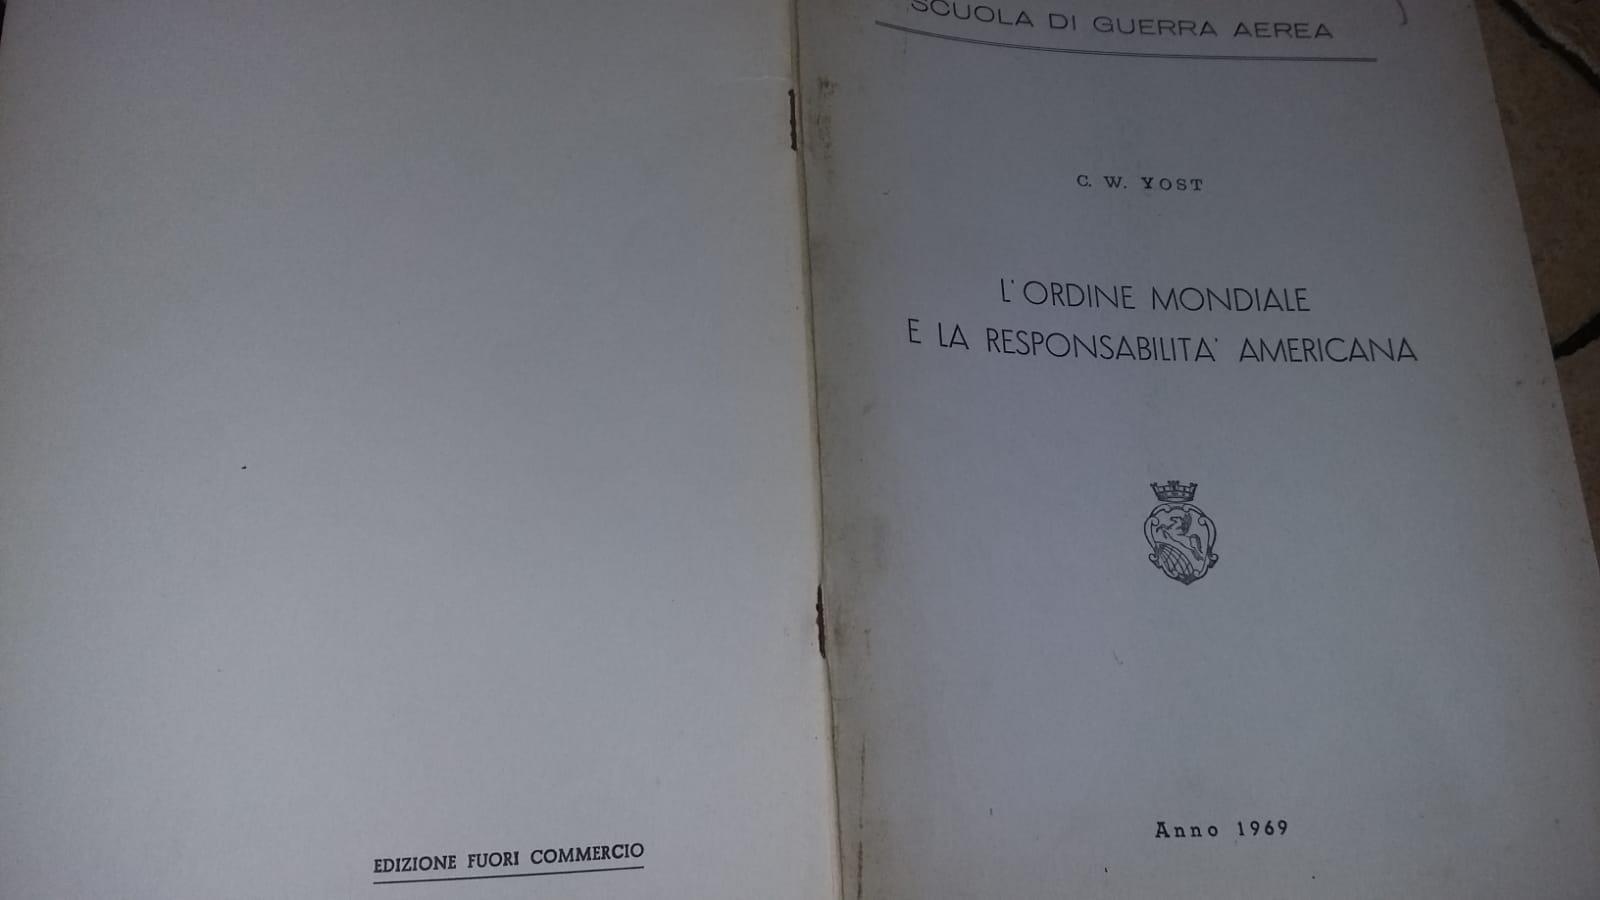 EDIZIONE FUORI COMMERCIO
SCUOLA DI GUERRA AEREA
C. W. YOST
L'ORDINE MONDIALE
E LA RESPONSABILITA' AMERICANA
Anno 1969